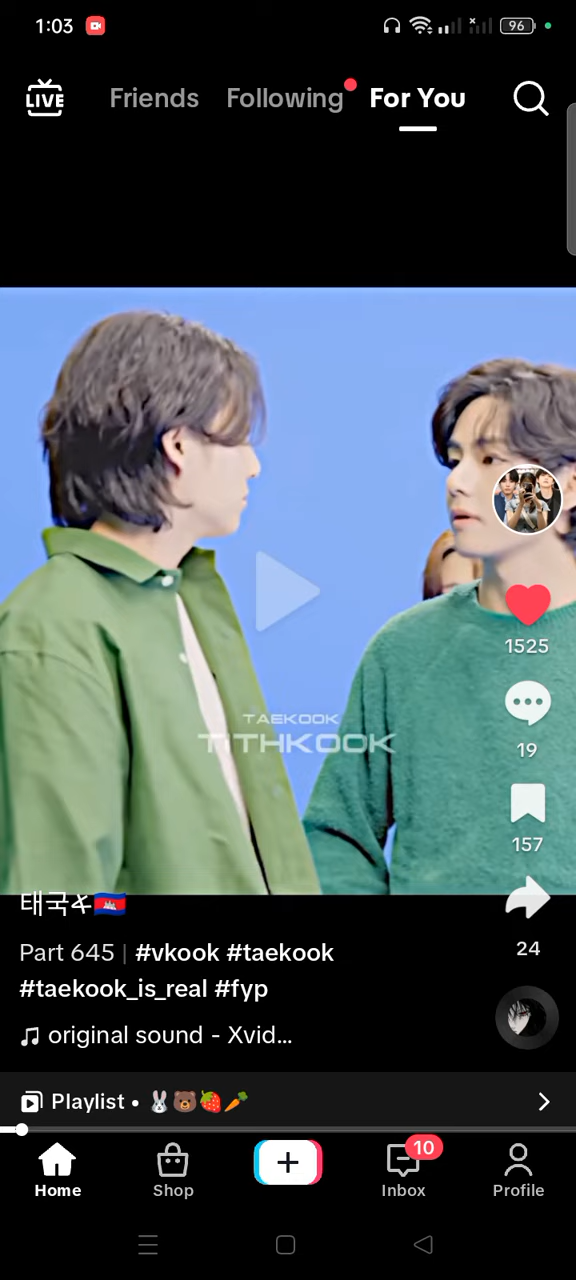 1:03
96
LIVE
Friends
Following
For You
TAEKOOK
TITHKOOK
1525
19
157
24
태국
Part 645 | #vkook #taekook
#taekook_is_real #fyp
original sound - Xvid...
Playlist • 🐰🐻🍓🥕
Home
Shop
10
Inbox
Profile